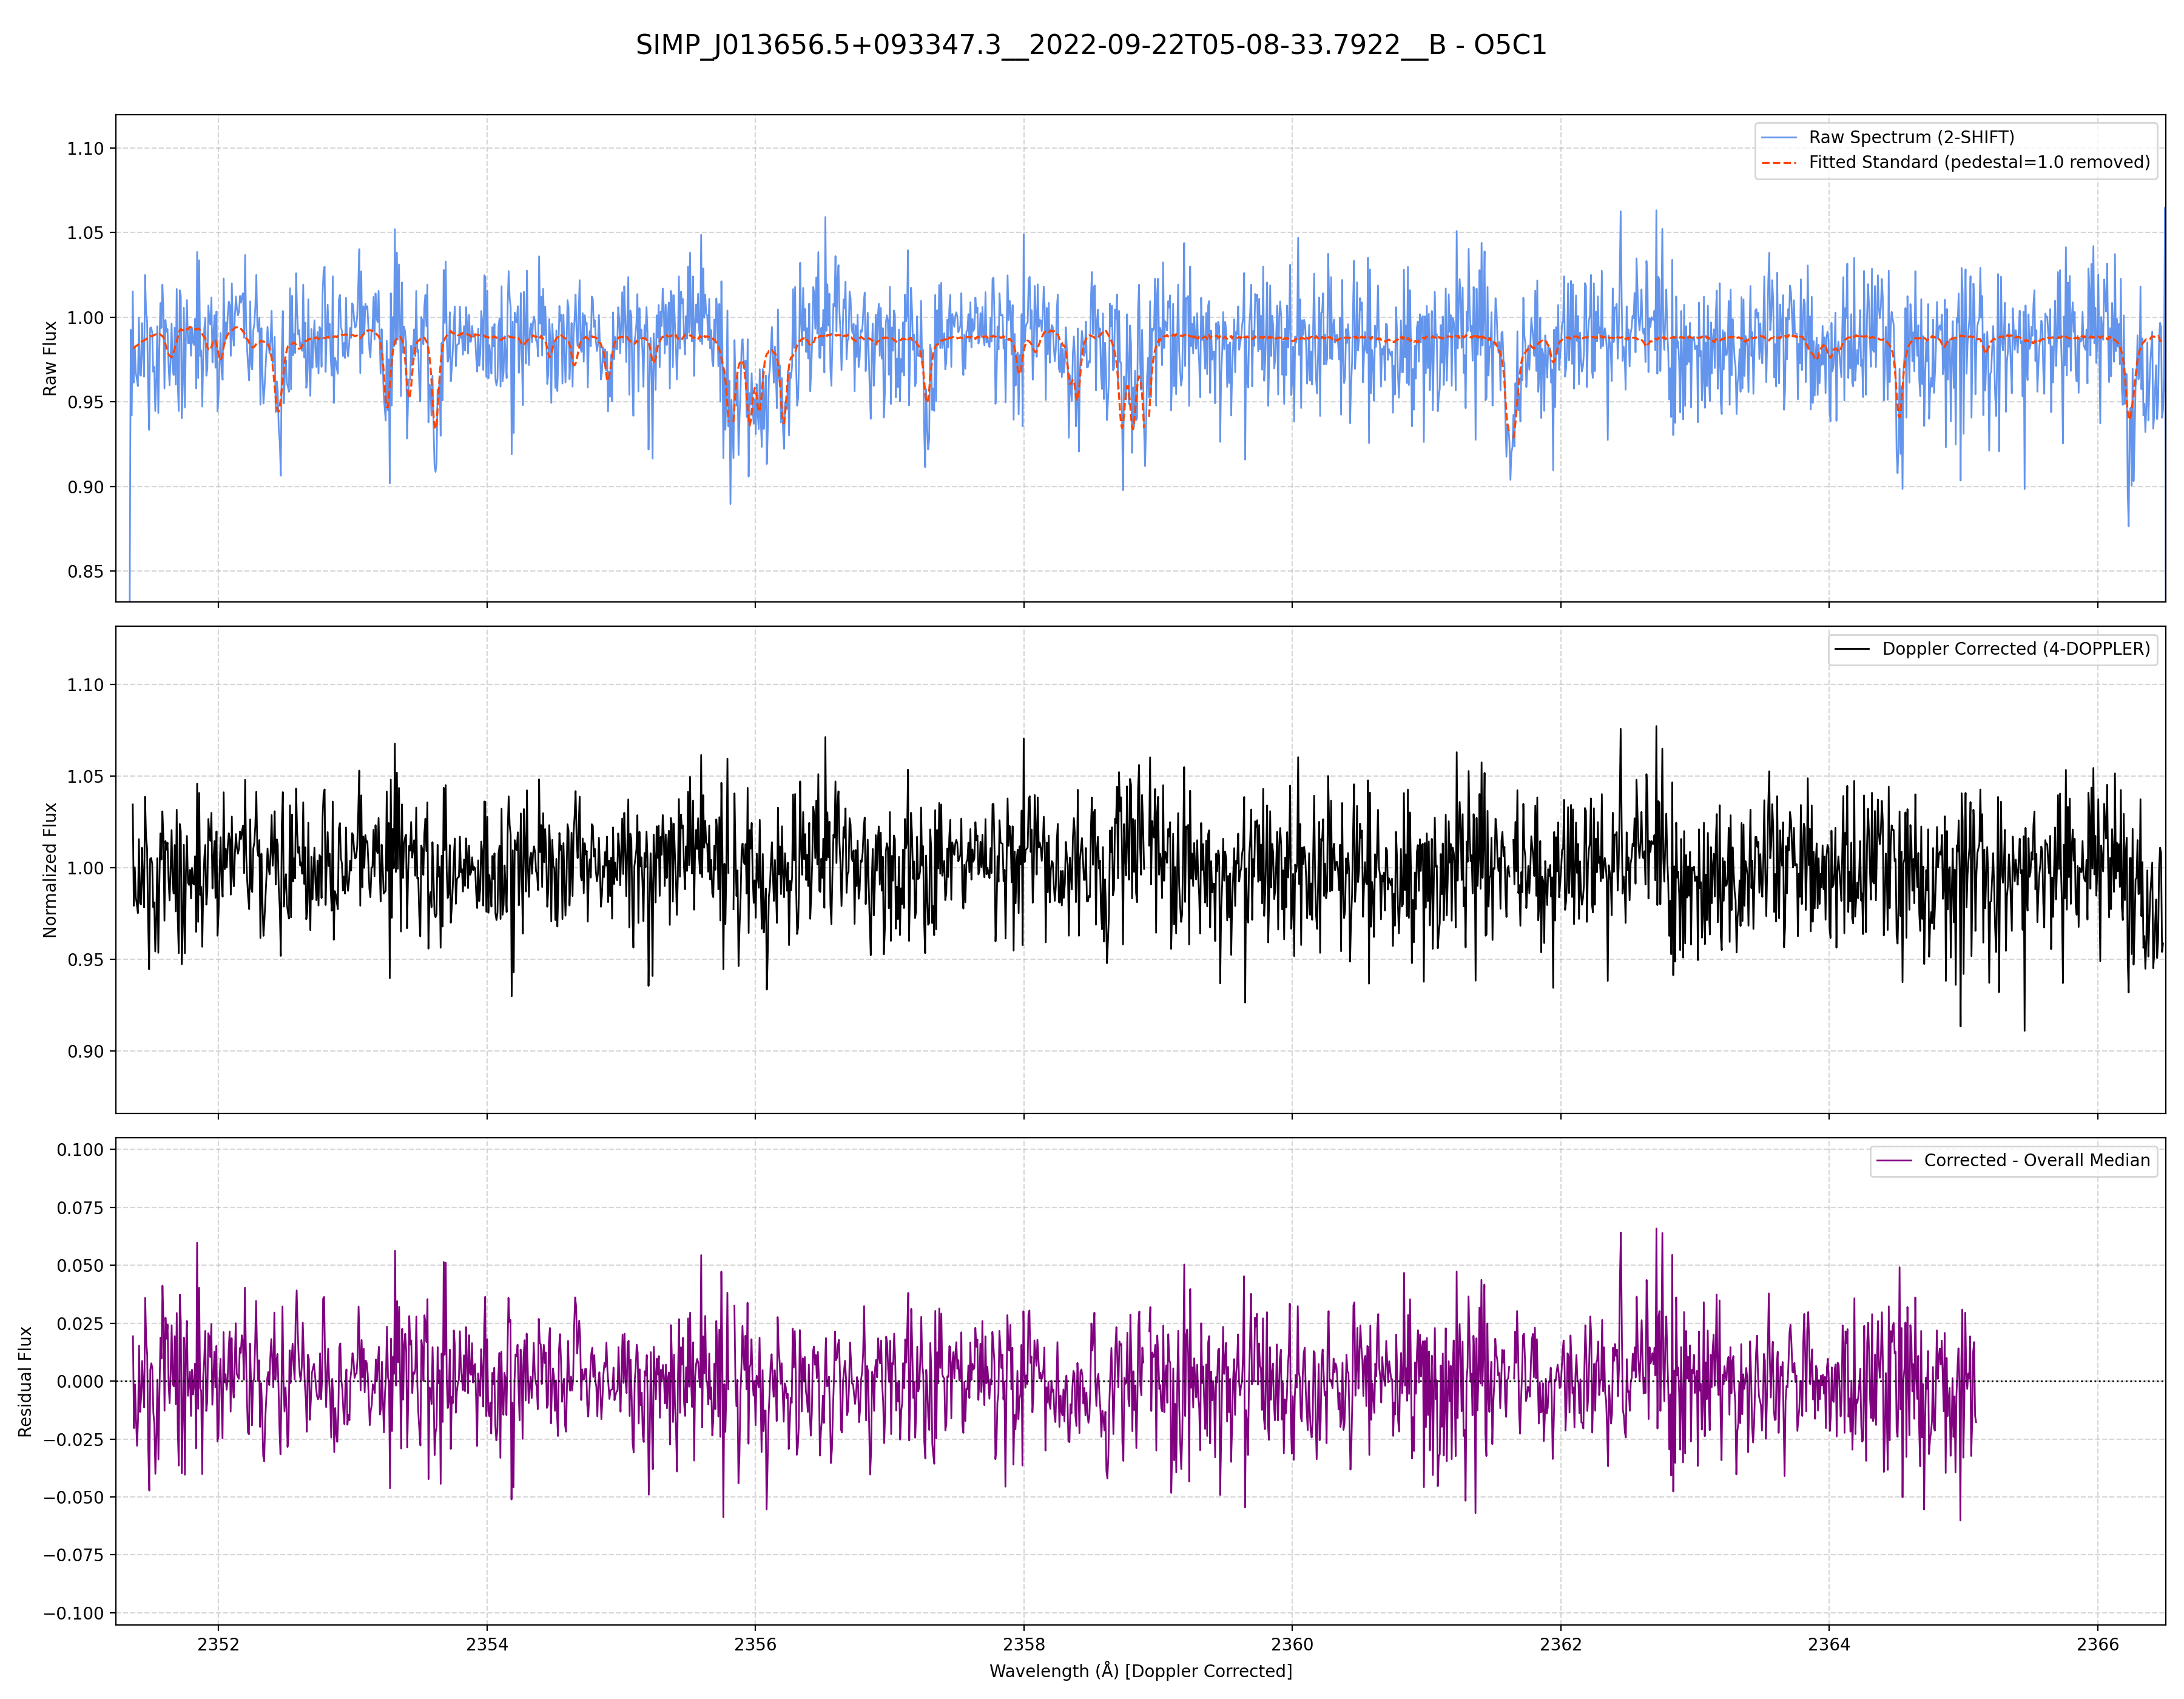 SIMP_J013656.5+093347.3__2022-09-22T05-08-33.7922__B - O5C1
Raw Spectrum (2-SHIFT)
Fitted Standard (pedestal=1.0 removed)
Raw Flux
1.10
1.05
1.00
0.95
0.90
0.85
Doppler Corrected (4-DOPPLER)
Normalized Flux
1.10
1.05
1.00
0.95
0.90
Corrected - Overall Median
Residual Flux
0.100
0.075
0.050
0.025
0.000
−0.025
−0.050
−0.075
−0.100
2352 2354 2356 2358 2360 2362 2364 2366
Wavelength (Å) [Doppler Corrected]